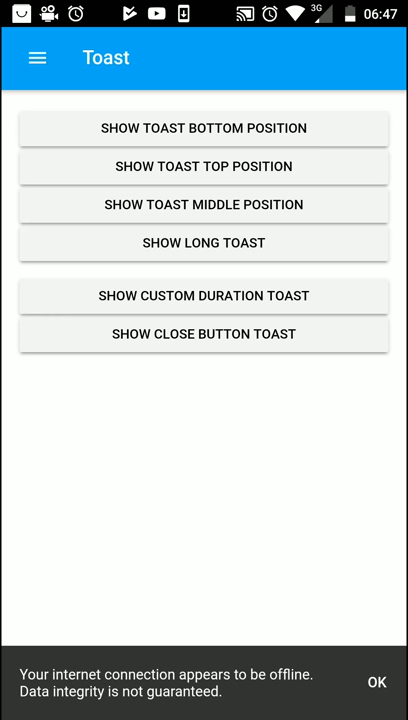 3G 06:47
Toast
SHOW TOAST BOTTOM POSITION
SHOW TOAST TOP POSITION
SHOW TOAST MIDDLE POSITION
SHOW LONG TOAST
SHOW CUSTOM DURATION TOAST
SHOW CLOSE BUTTON TOAST
Your internet connection appears to be offline.
Data integrity is not guaranteed.
OK